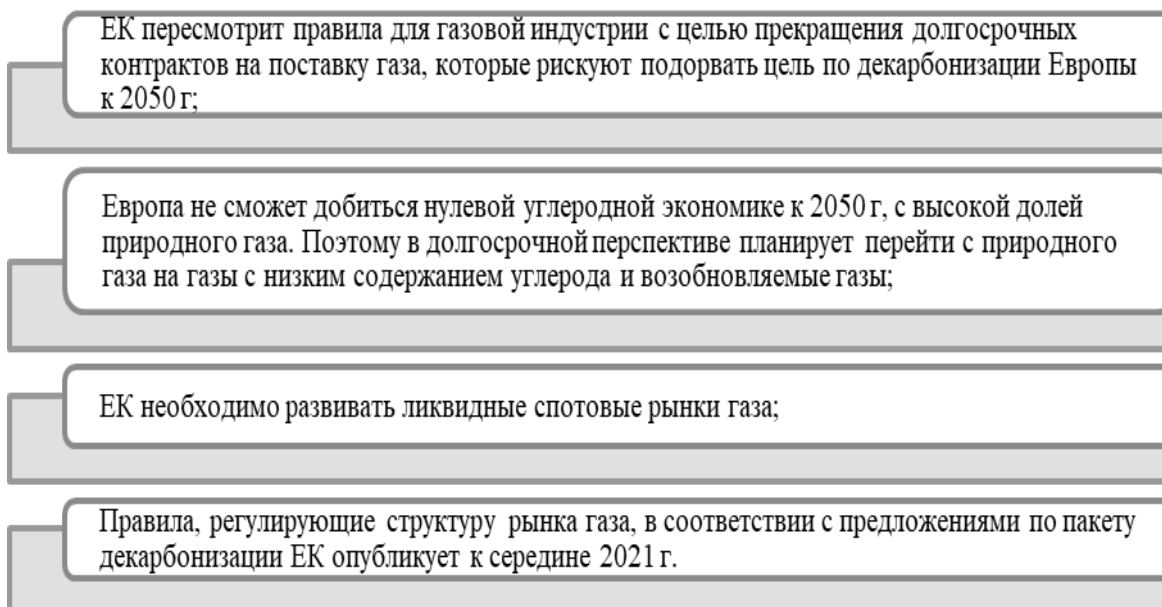 ЕК пересмотрит правила для газовой индустрии с целью прекращения долгосрочных
контрактов на поставку газа, которые рискуют подорвать цель по декарбонизации Европы
к 2050 г;
Европа не сможет добиться нулевой углеродной экономике к 2050 г, с высокой долей
природного газа. Поэтому в долгосрочной перспективе планирует перейти с природного
газа на газы с низким содержанием углерода и возобновляемые газы;
ЕК необходимо развивать ликвидные спотовые рынки газа;
Правила, регулирующие структуру рынка газа, в соответствии с предложениями по пакету
декарбонизации ЕК опубликует к середине 2021 г.